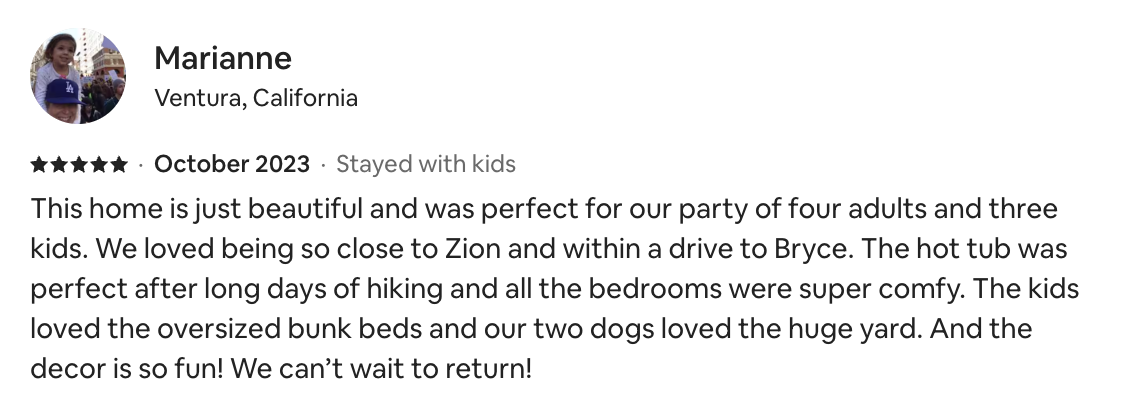 Marianne
Ventura, California
★★★★★ · October 2023 · Stayed with kids
This home is just beautiful and was perfect for our party of four adults and three
kids. We loved being so close to Zion and within a drive to Bryce. The hot tub was
perfect after long days of hiking and all the bedrooms were super comfy. The kids
loved the oversized bunk beds and our two dogs loved the huge yard. And the
decor is so fun! We can’t wait to return!